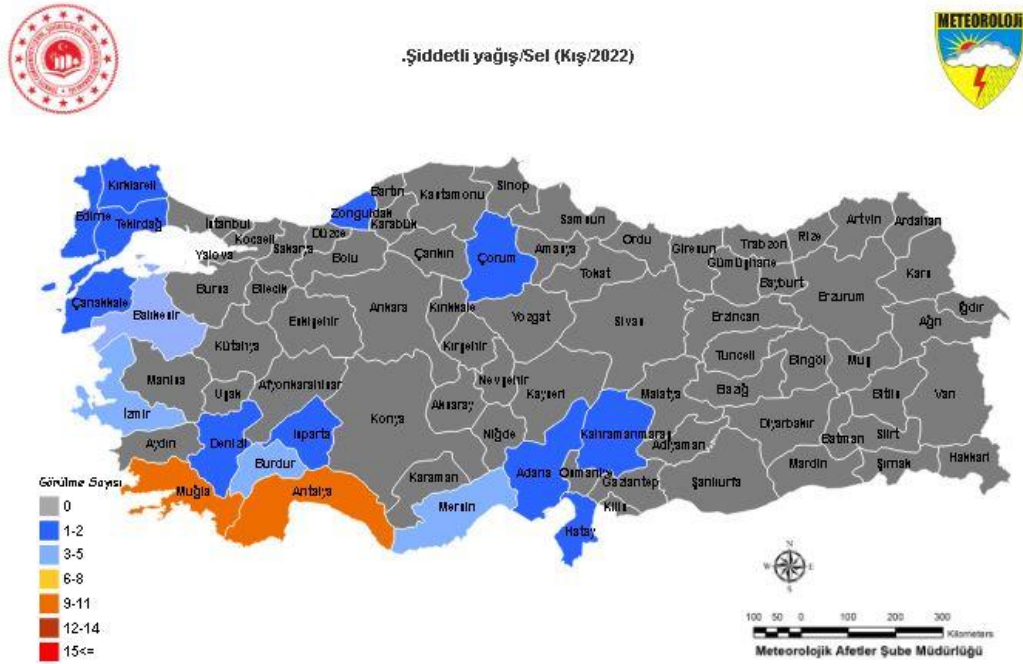 METEOROLOJİ
.Şiddetli yağış/Sel (Kış/2022)
Kırklareli
Edirne
Tekirdağ
İstanbul
Kocaeli
Yalova
Sakarya
Düzce
Zonguldak
Bartın
Karabük
Kastamonu
Sinop
Samsun
Ordu
Giresun
Trabzon
Rize
Artvin
Ardahan
Çanakkale
Balıkesir
Bursa
Bilecik
Bolu
Çankırı
Çorum
Amasya
Tokat
Gümüşhane
Bayburt
Erzurum
Kars
Iğdır
Ağrı
Eskişehir
Ankara
Kırıkkale
Yozgat
Sivas
Erzincan
Kütahya
Kırşehir
Tunceli
Bingöl
Muş
Manisa
Uşak
Afyonkarahisar
Nevşehir
Kayseri
Malatya
Elazığ
Bitlis
Van
İzmir
Aydın
Denizli
Isparta
Konya
Aksaray
Niğde
Kahramanmaraş
Adıyaman
Diyarbakır
Batman
Siirt
Şırnak
Hakkari
Burdur
Muğla
Antalya
Karaman
Mersin
Adana
Osmaniye
Gaziantep
Kilis
Şanlıurfa
Mardin
Hatay
Görülme Sayısı
0
1-2
3-5
6-8
9-11
12-14
15<=
N
W
E
S
100 50 0 100 200 300
Kilometers
Meteorolojik Afetler Şube Müdürlüğü